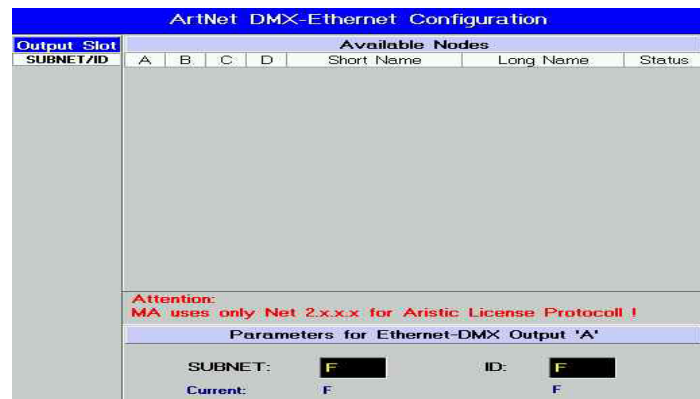 ArtNet DMX-Ethernet Configuration
Output Slot Available Nodes
SUBNET/ID A B C D Short Name Long Name Status
Attention:
MA uses only Net 2.x.x.x for Aristic License Protocoll !
Parameters for Ethernet-DMX Output 'A'
SUBNET: F ID: F
Current: F F